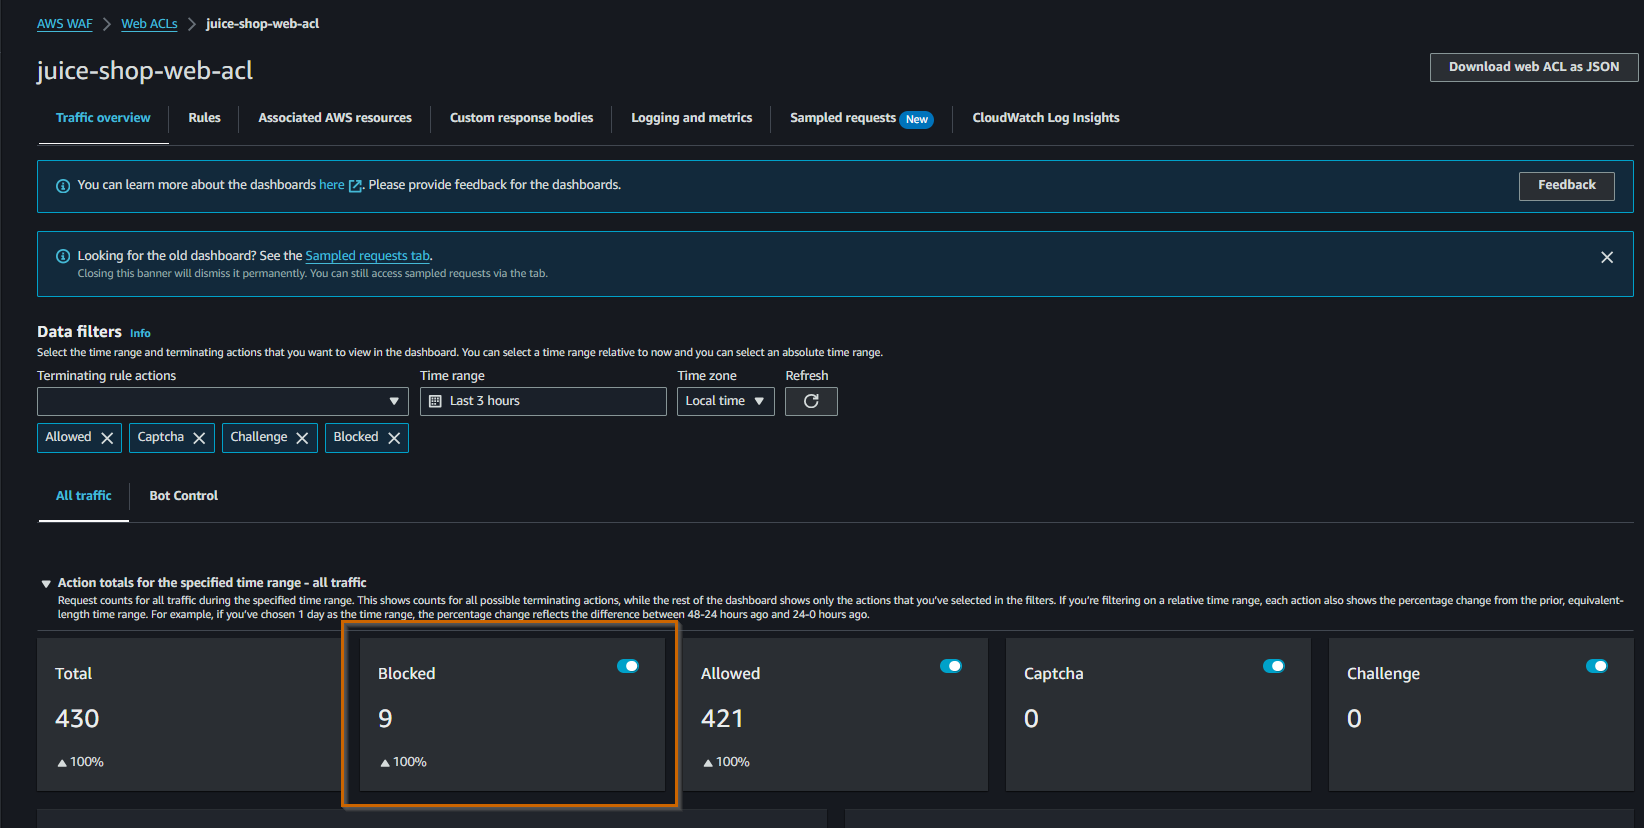 AWS WAF > Web ACLs > juice-shop-web-acl
juice-shop-web-acl
Download web ACL as JSON
Traffic overview
Rules
Associated AWS resources
Custom response bodies
Logging and metrics
Sampled requests New
CloudWatch Log Insights
You can learn more about the dashboards here. Please provide feedback for the dashboards.
Feedback
Looking for the old dashboard? See the Sampled requests tab.
Closing this banner will dismiss it permanently. You can still access sampled requests via the tab.
Data filters Info
Select the time range and terminating actions that you want to view in the dashboard. You can select a time range relative to now and you can select an absolute time range.
Terminating rule actions
Time range
Time zone
Refresh
Last 3 hours
Local time
Allowed
Captcha
Challenge
Blocked
All traffic
Bot Control
Action totals for the specified time range - all traffic
Request counts for all traffic during the specified time range. This shows counts for all possible terminating actions, while the rest of the dashboard shows only the actions that you've selected in the filters. If you're filtering on a relative time range, each action also shows the percentage change from the prior, equivalent-
length time range. For example, if you've chosen 1 day as the time range, the percentage change reflects the difference between 48-24 hours ago and 24-0 hours ago.
Total
430
100%
Blocked
9
100%
Allowed
421
100%
Captcha
0
Challenge
0